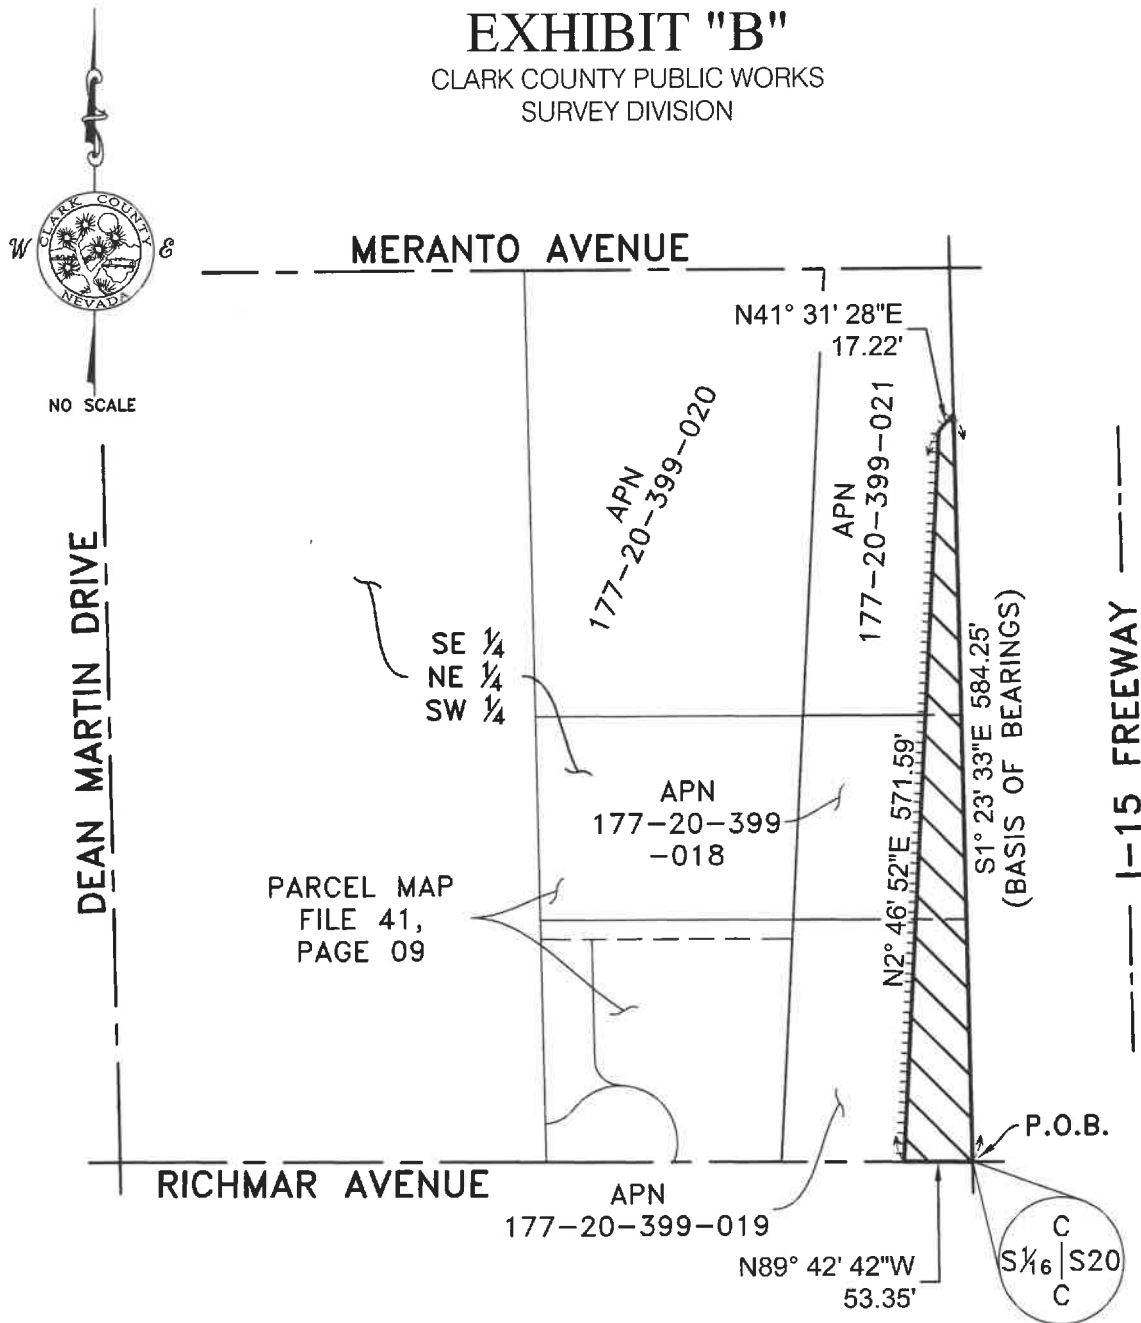 EXHIBIT "B"
CLARK COUNTY PUBLIC WORKS
SURVEY DIVISION
CLARK COUNTY
NEVADA
W
E
NO SCALE
MERANTO AVENUE
N41° 31' 28"E
17.22'
APN
177-20-399-020
APN
177-20-399-021
DEAN MARTIN DRIVE
SE 1/4
NE 1/4
SW 1/4
S1° 23' 33"E 584.25'
(BASIS OF BEARINGS)
I-15 FREEWAY
N2° 46' 52"E 571.59'
APN
177-20-399
-018
PARCEL MAP
FILE 41,
PAGE 09
P.O.B.
RICHMAR AVENUE
APN
177-20-399-019
N89° 42' 42"W
53.35'
C
S1/16 | S20
C